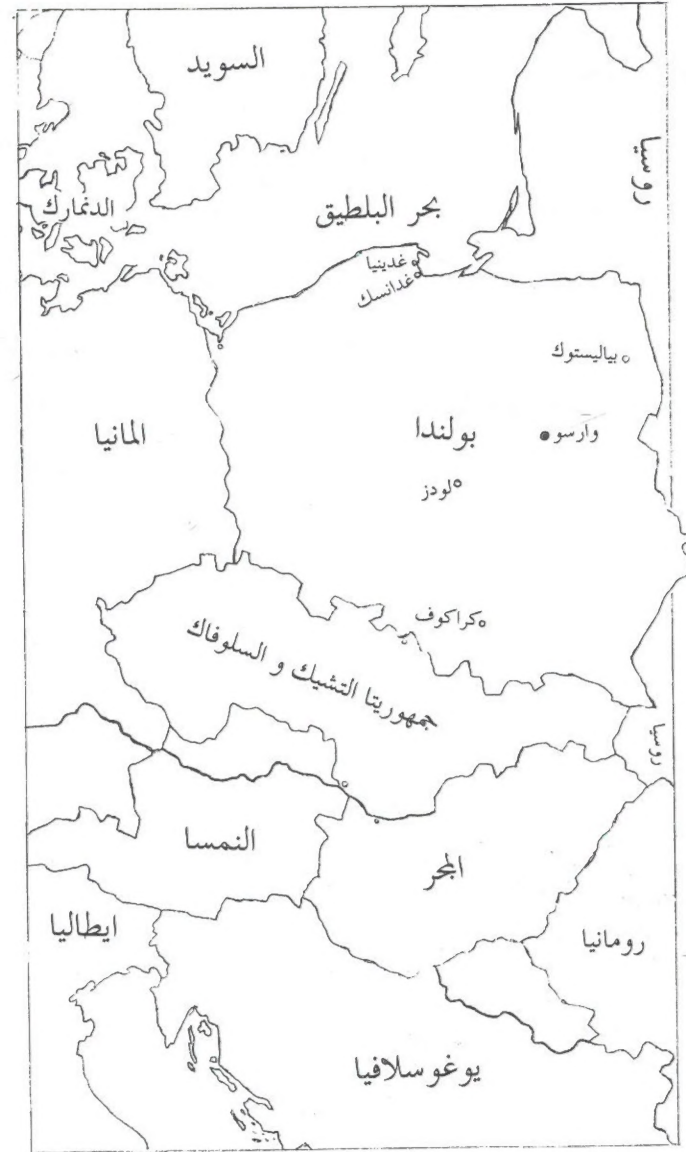 السويد
روسيا
الدنمارك
بحر البلطيق
غدينيا
غدانسك
بياليستوك
المانيا
بولندا
وارسو
لودز
كراكوف
جمهوريتا التشيك و السلوفاك
روسيا
النمسا
المجر
ايطاليا
رومانيا
يوغوسلافيا